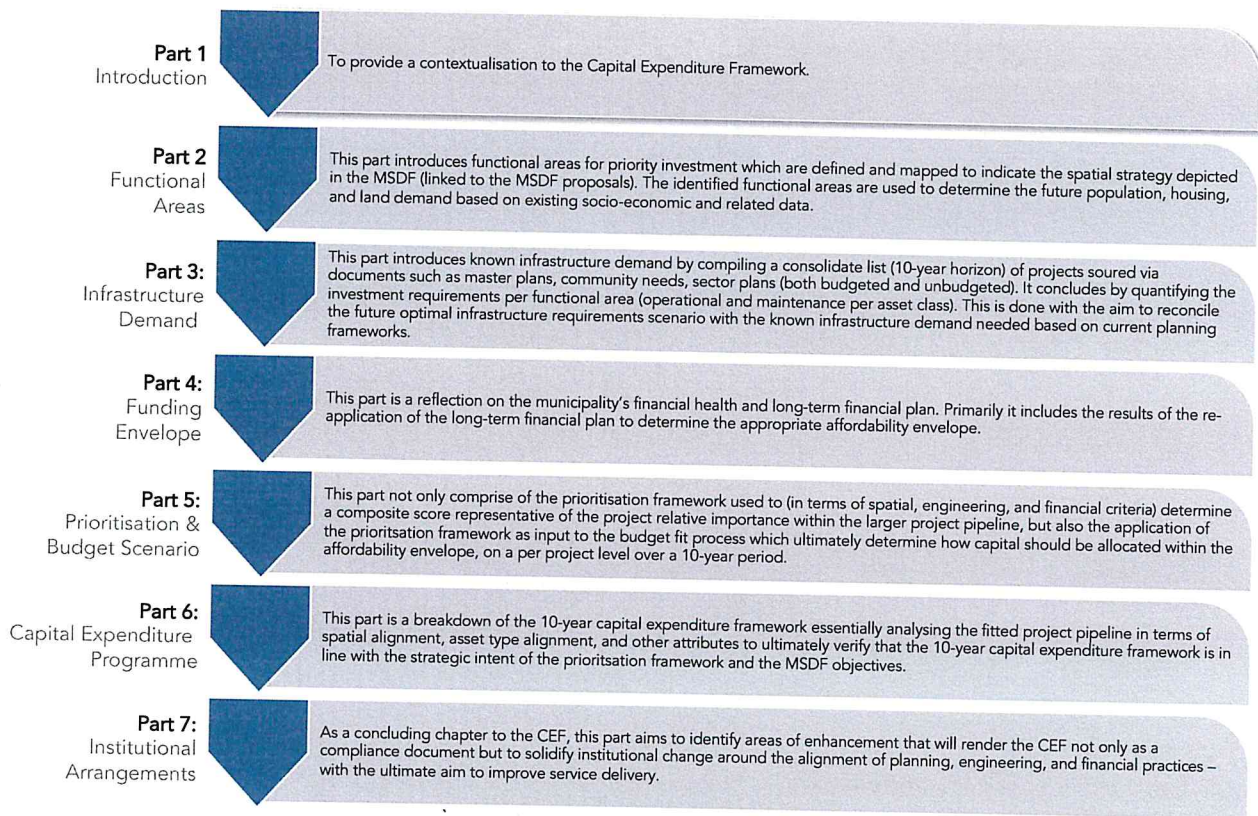 Part 1
Introduction
To provide a contextualisation to the Capital Expenditure Framework.
Part 2
Functional
Areas
This part introduces functional areas for priority investment which are defined and mapped to indicate the spatial strategy depicted
in the MSDF (linked to the MSDF proposals). The identified functional areas are used to determine the future population, housing,
and land demand based on existing socio-economic and related data.
Part 3:
Infrastructure
Demand
This part introduces known infrastructure demand by compiling a consolidate list (10-year horizon) of projects soured via
documents such as master plans, community needs, sector plans (both budgeted and unbudgeted). It concludes by quantifying the
investment requirements per functional area (operational and maintenance per asset class). This is done with the aim to reconcile
the future optimal infrastructure requirements scenario with the known infrastructure demand needed based on current planning
frameworks.
Part 4:
Funding
Envelope
This part is a reflection on the municipality's financial health and long-term financial plan. Primarily it includes the results of the re-
application of the long-term financial plan to determine the appropriate affordability envelope.
Part 5:
Prioritisation &
Budget Scenario
This part not only comprise of the prioritisation framework used to (in terms of spatial, engineering, and financial criteria) determine
a composite score representative of the project relative importance within the larger project pipeline, but also the application of
the prioritsation framework as input to the budget fit process which ultimately determine how capital should be allocated within the
affordability envelope, on a per project level over a 10-year period.
Part 6:
Capital Expenditure
Programme
This part is a breakdown of the 10-year capital expenditure framework essentially analysing the fitted project pipeline in terms of
spatial alignment, asset type alignment, and other attributes to ultimately verify that the 10-year capital expenditure framework is in
line with the strategic intent of the prioritsation framework and the MSDF objectives.
Part 7:
Institutional
Arrangements
As a concluding chapter to the CEF, this part aims to identify areas of enhancement that will render the CEF not only as a
compliance document but to solidify institutional change around the alignment of planning, engineering, and financial practices –
with the ultimate aim to improve service delivery.